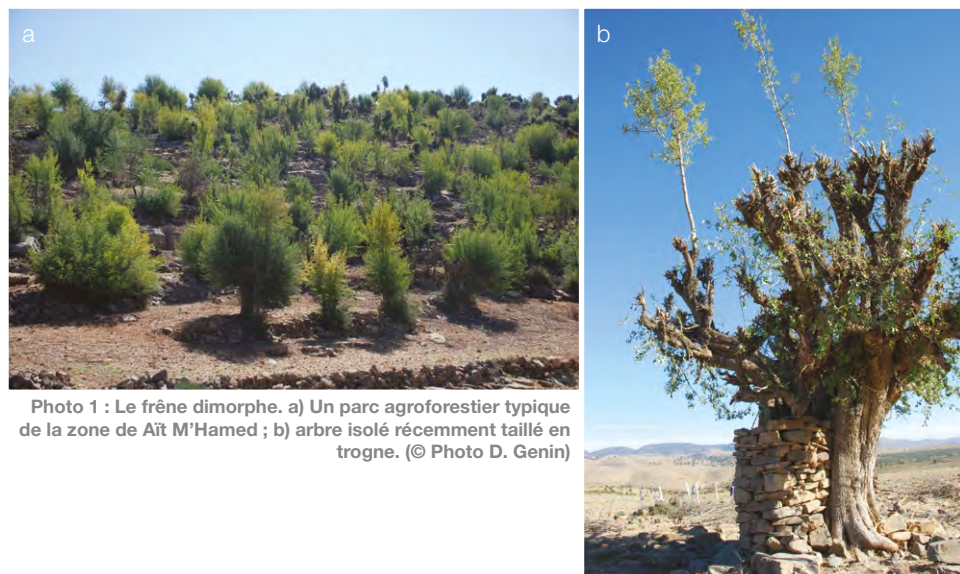 a
b
Photo 1 : Le frêne dimorphe. a) Un parc agroforestier typique
de la zone de Aït M’Hamed ; b) arbre isolé récemment taillé en
trogne. (© Photo D. Genin)